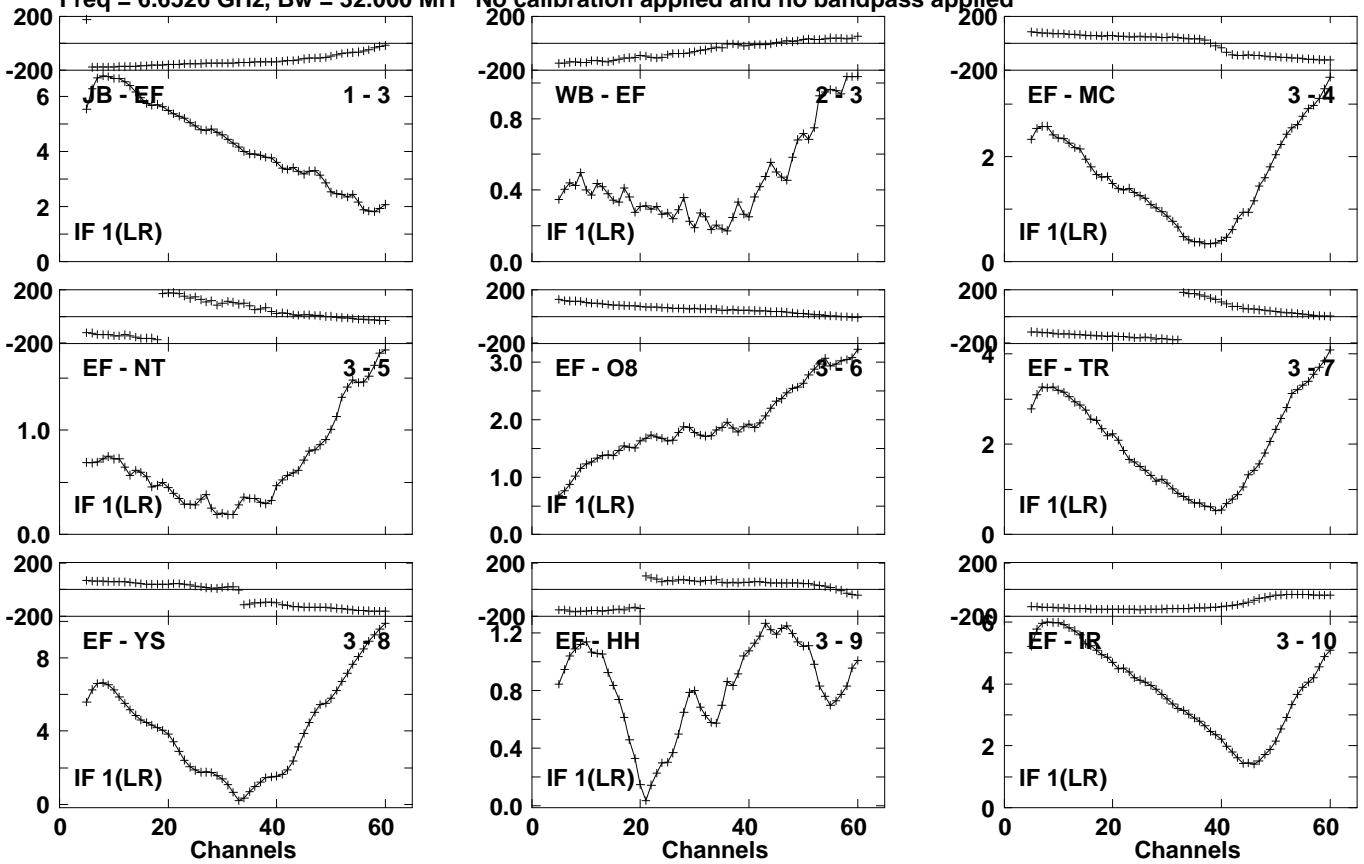 Freq = 6.6526 GHz, Bw = 32.000 MH No calibration applied and no bandpass applied
200
-200
JB - EF 1 - 3
6
4
2
0
IF 1(LR)
WB - EF 2 - 3
0.8
0.4
0.0
IF 1(LR)
200
-200
EF - MC 3 - 4
2
0
IF 1(LR)
200
-200
EF - NT 3 - 5
1.0
0.0
IF 1(LR)
EF - O8 3 - 6
3.0
2.0
1.0
0.0
IF 1(LR)
200
-200
EF - TR 3 - 7
4
2
0
IF 1(LR)
200
-200
EF - YS 3 - 8
8
4
0
IF 1(LR)
0 20 40 60
Channels
200
-200
EF - HH 3 - 9
1.2
0.8
0.4
0.0
IF 1(LR)
0 20 40 60
Channels
200
-200
EF - IR 3 - 10
6
4
2
0
IF 1(LR)
0 20 40 60
Channels